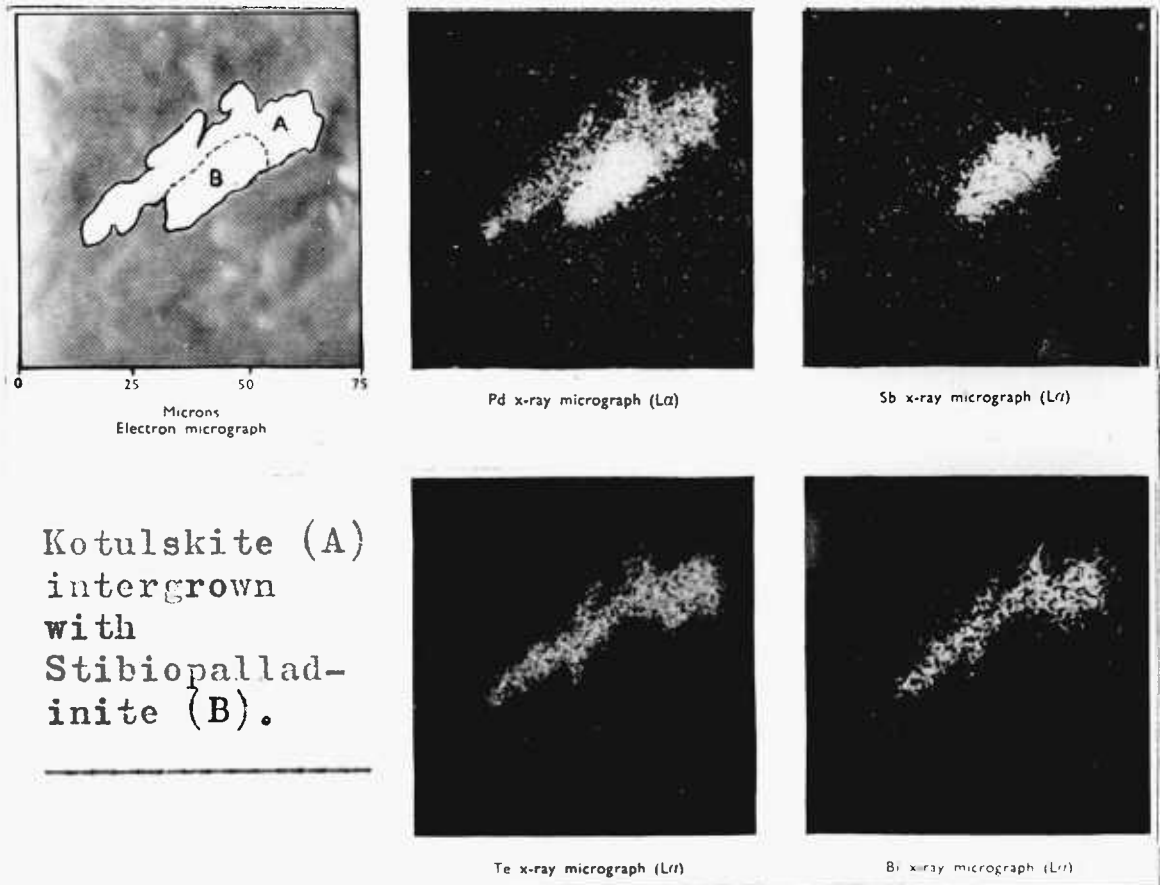 A
B
0 25 50 75
Microns
Electron micrograph
Pd x-ray micrograph (Lα)
Sb x-ray micrograph (Lα)
Kotulskite (A)
intergrown
with
Stibiopallad-
inite (B).
Te x-ray micrograph (Lα)
Bi x-ray micrograph (Lα)